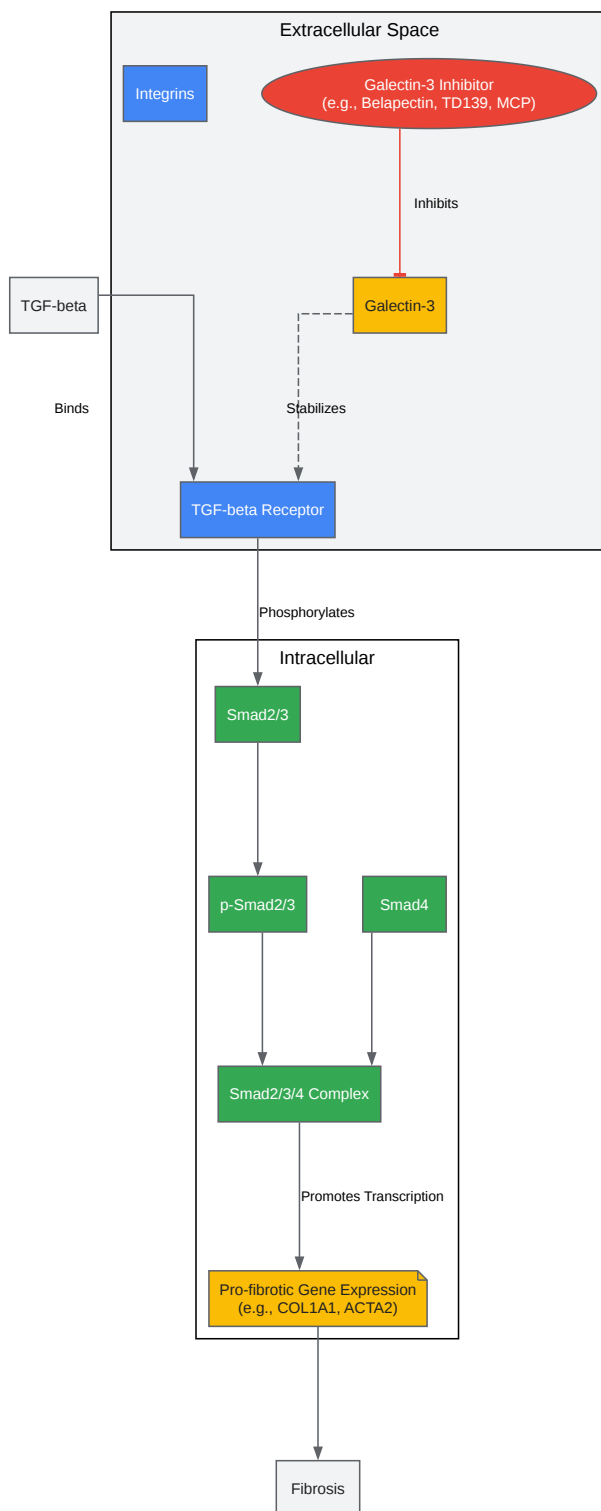 Extracellular Space
Integrins
Galectin-3 Inhibitor
(e.g., Belapectin, TD139, MCP)
Inhibits
TGF-beta
Galectin-3
Binds
Stabilizes
TGF-beta Receptor
Phosphorylates
Intracellular
Smad2/3
p-Smad2/3
Smad4
Smad2/3/4 Complex
Promotes Transcription
Pro-fibrotic Gene Expression
(e.g., COL1A1, ACTA2)
Fibrosis